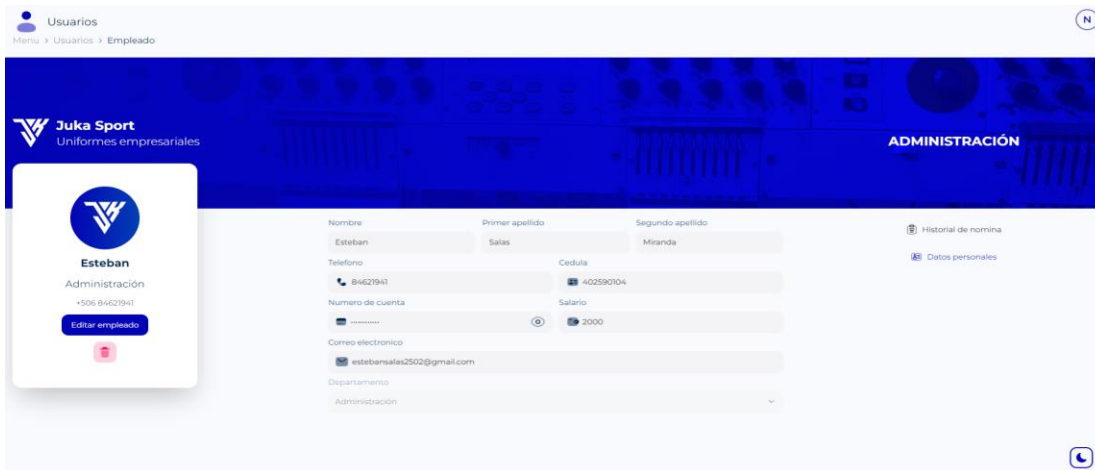 Usuarios
N
Menu > Usuarios > Empleado
Juka Sport
Uniformes empresariales
ADMINISTRACIÓN
Esteban
Administración
+506 84621941
Editar empleado
Nombre
Primer apellido
Segundo apellido
Esteban
Salas
Miranda
Telefono
Cedula
84621941
402590104
Numero de cuenta
Salario
2000
Correo electronico
estebansalas2502@gmail.com
Departamento
Administración
Historial de nomina
Datos personales